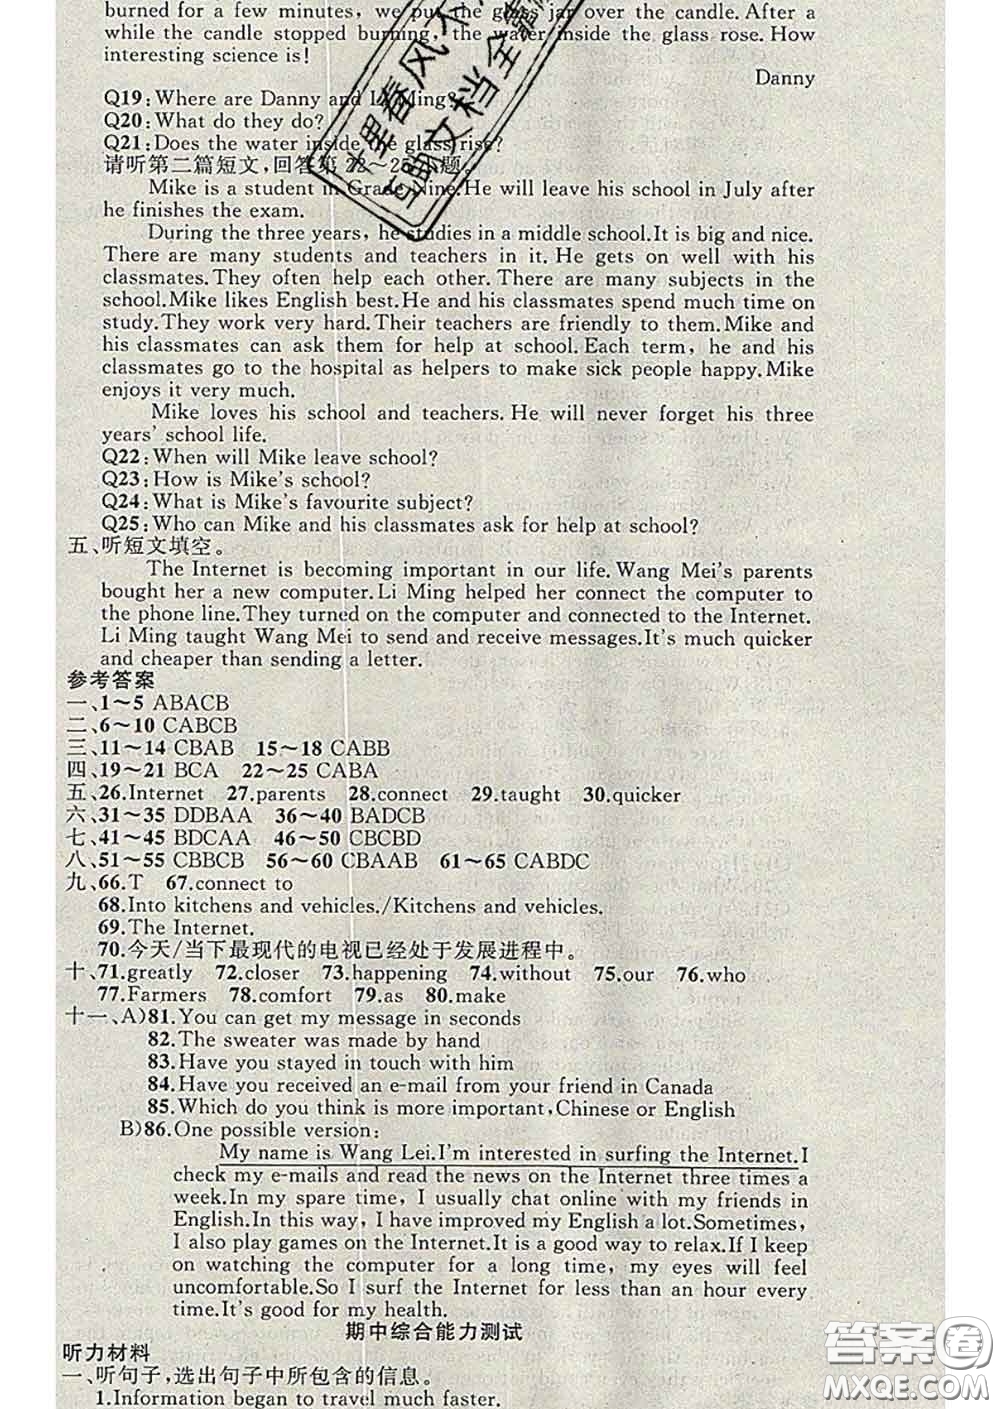 burned for a few minutes, we put the glass jar over the candle. After a
while the candle stopped burning, the water inside the glass rose. How
interesting science is!
Danny
Q19:Where are Danny and Li Ming?
Q20:What do they do?
Q21:Does the water inside the glass rise?
请听第二篇短文,回答第22～25小题。
Mike is a student in Grade Nine.He will leave his school in July after
he finishes the exam.
During the three years, he studies in a middle school.It is big and nice.
There are many students and teachers in it. He gets on well with his
classmates.They often help each other. There are many subjects in the
school.Mike likes English best.He and his classmates spend much time on
study.They work very hard.Their teachers are friendly to them.Mike and
his classmates can ask them for help at school. Each term, he and his
classmates go to the hospital as helpers to make sick people happy.Mike
enjoys it very much.
Mike loves his school and teachers. He will never forget his three
years' school life.
Q22:When will Mike leave school?
Q23:How is Mike's school?
Q24:What is Mike's favourite subject?
Q25:Who can Mike and his classmates ask for help at school?
五、听短文填空。
The Internet is becoming important in our life. Wang Mei's parents
bought her a new computer.Li Ming helped her connect the computer to
the phone line.They turned on the computer and connected to the Internet.
Li Ming taught Wang Mei to send and receive messages.It's much quicker
and cheaper than sending a letter.
参考答案
一、1～5 ABACB
二、6～10 CABCB
三、11～14 CBAB 15～18 CABB
四、19～21 BCA 22～25 CABA
五、26.Internet 27.parents 28.connect 29.taught 30.quicker
六、31～35 DDBAA 36～40 BADCB
七、41～45 BDCAA 46～50 CBCBD
八、51～55 CBBCB 56～60 CBAAB 61～65 CABDC
九、66.T 67.connect to
68.Into kitchens and vehicles./Kitchens and vehicles.
69.The Internet.
70.今天/当下最现代的电视已经处于发展进程中。
十、71.greatly 72.closer 73.happening 74.without 75.our 76.who
77.Farmers 78.comfort 79.as 80.make
十一、A)81.You can get my message in seconds
82.The sweater was made by hand
83.Have you stayed in touch with him
84.Have you received an e-mail from your friend in Canada
85.Which do you think is more important,Chinese or English
B)86.One possible version:
My name is Wang Lei.I'm interested in surfing the Internet.I
check my e-mails and read the news on the Internet three times a
week.In my spare time, I usually chat online with my friends in
English.In this way, I have improved my English a lot.Sometimes,
I also play games on the Internet.It is a good way to relax.If I keep
on watching the computer for a long time, my eyes will feel
uncomfortable.So I surf the Internet for less than an hour every
time.It's good for my health.
期中综合能力测试
听力材料
一、听句子,选出句子中所包含的信息。
1.Information began to travel much faster.
答案圈
MXQE.COM